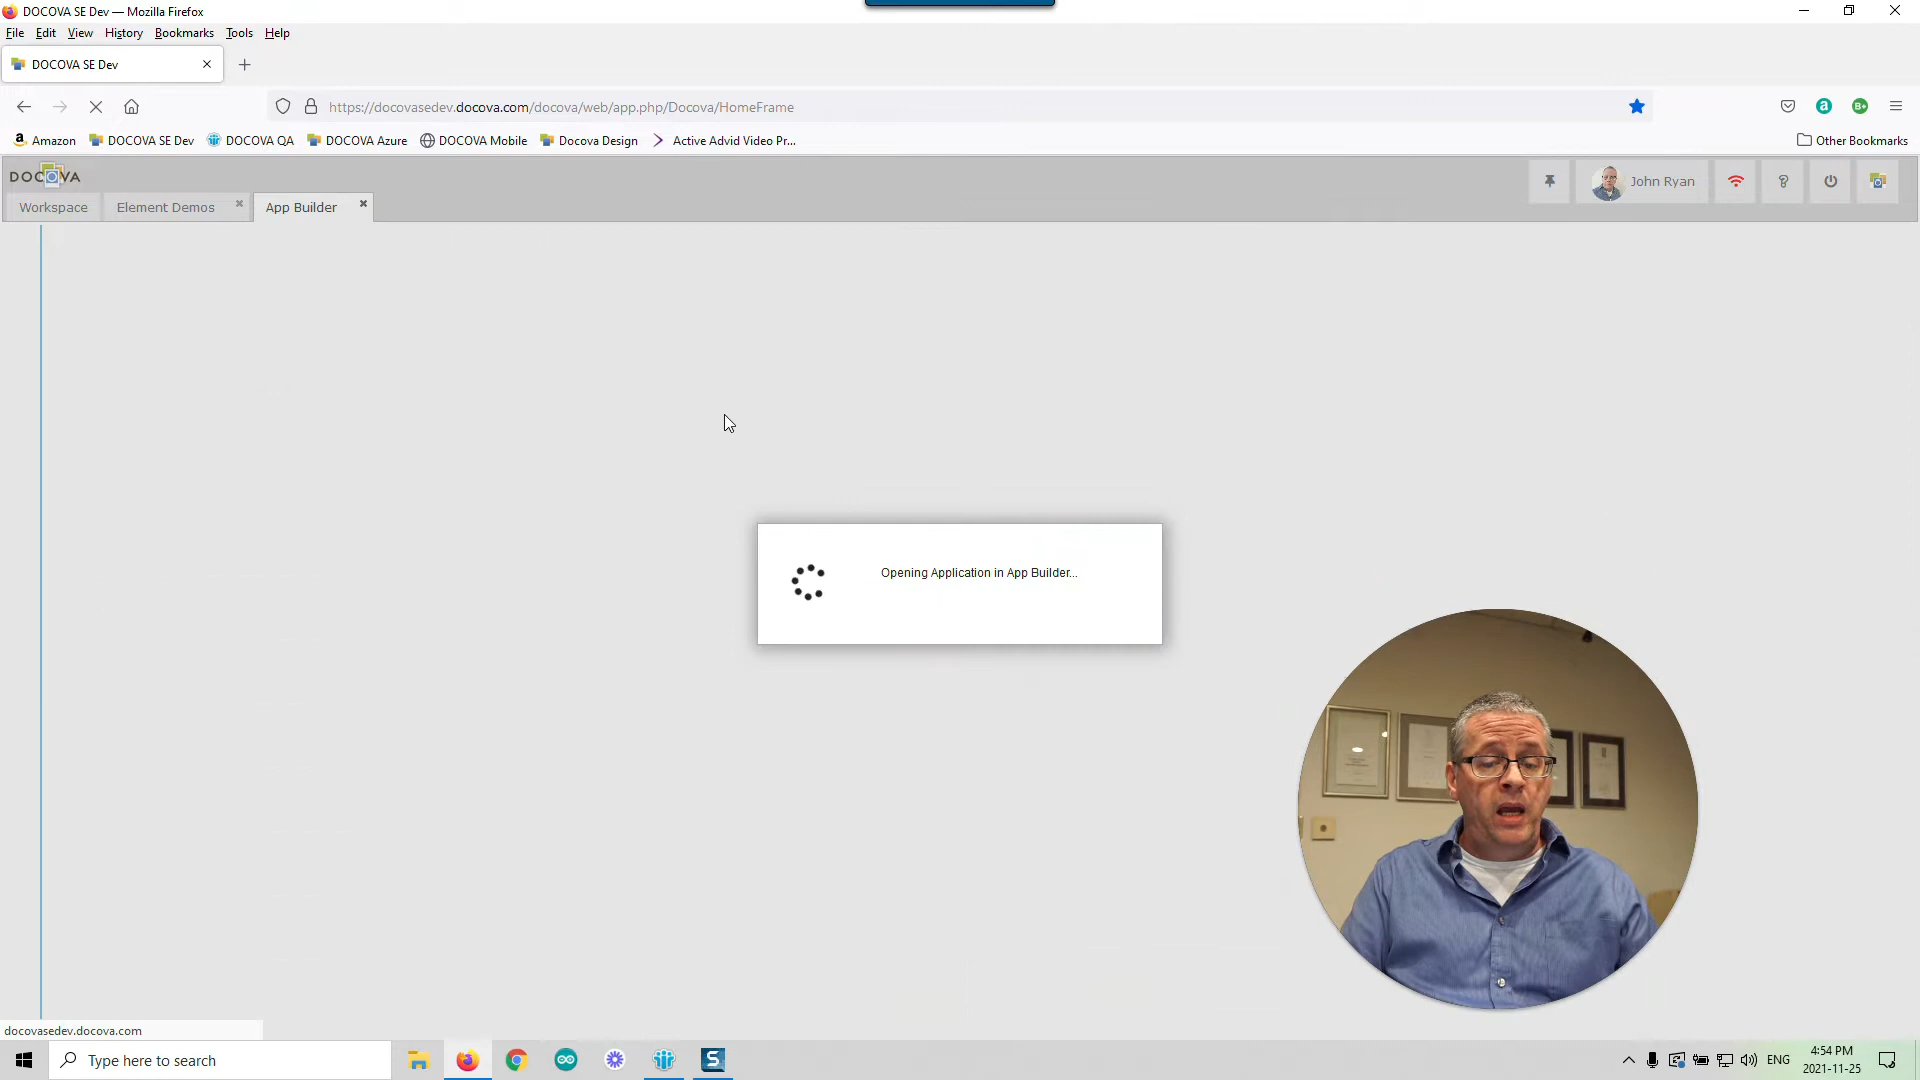 DOCOVA SE Dev — Mozilla Firefox
File Edit View History Bookmarks Tools Help
DOCOVA SE Dev
https://docovasedev.docova.com/docova/web/app.php/Docova/HomeFrame
Amazon DOCOVA SE Dev DOCOVA QA DOCOVA Azure DOCOVA Mobile Docova Design Active Advid Video Pr... Other Bookmarks
DOCOVA
John Ryan
Workspace Element Demos App Builder
Opening Application in App Builder...
docovasedev.docova.com
Type here to search
ENG
4:54 PM
2021-11-25